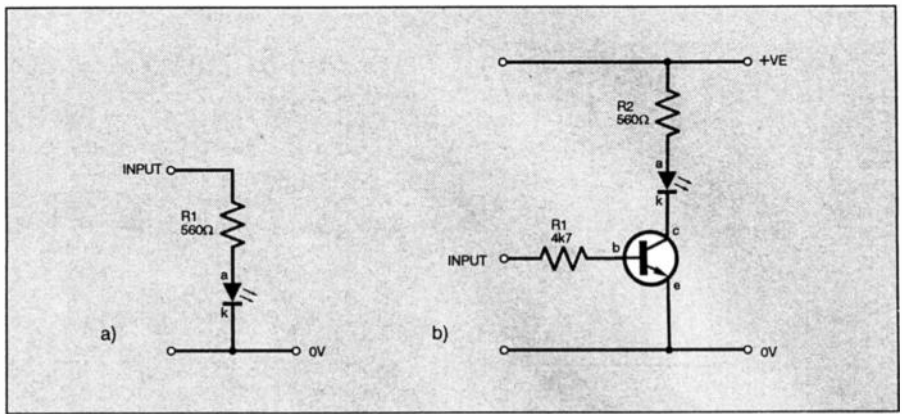 INPUT
R1
560Ω
a
k
a)
0V
+VE
R2
560Ω
a
k
R1
4k7
INPUT
b
c
e
b)
0V